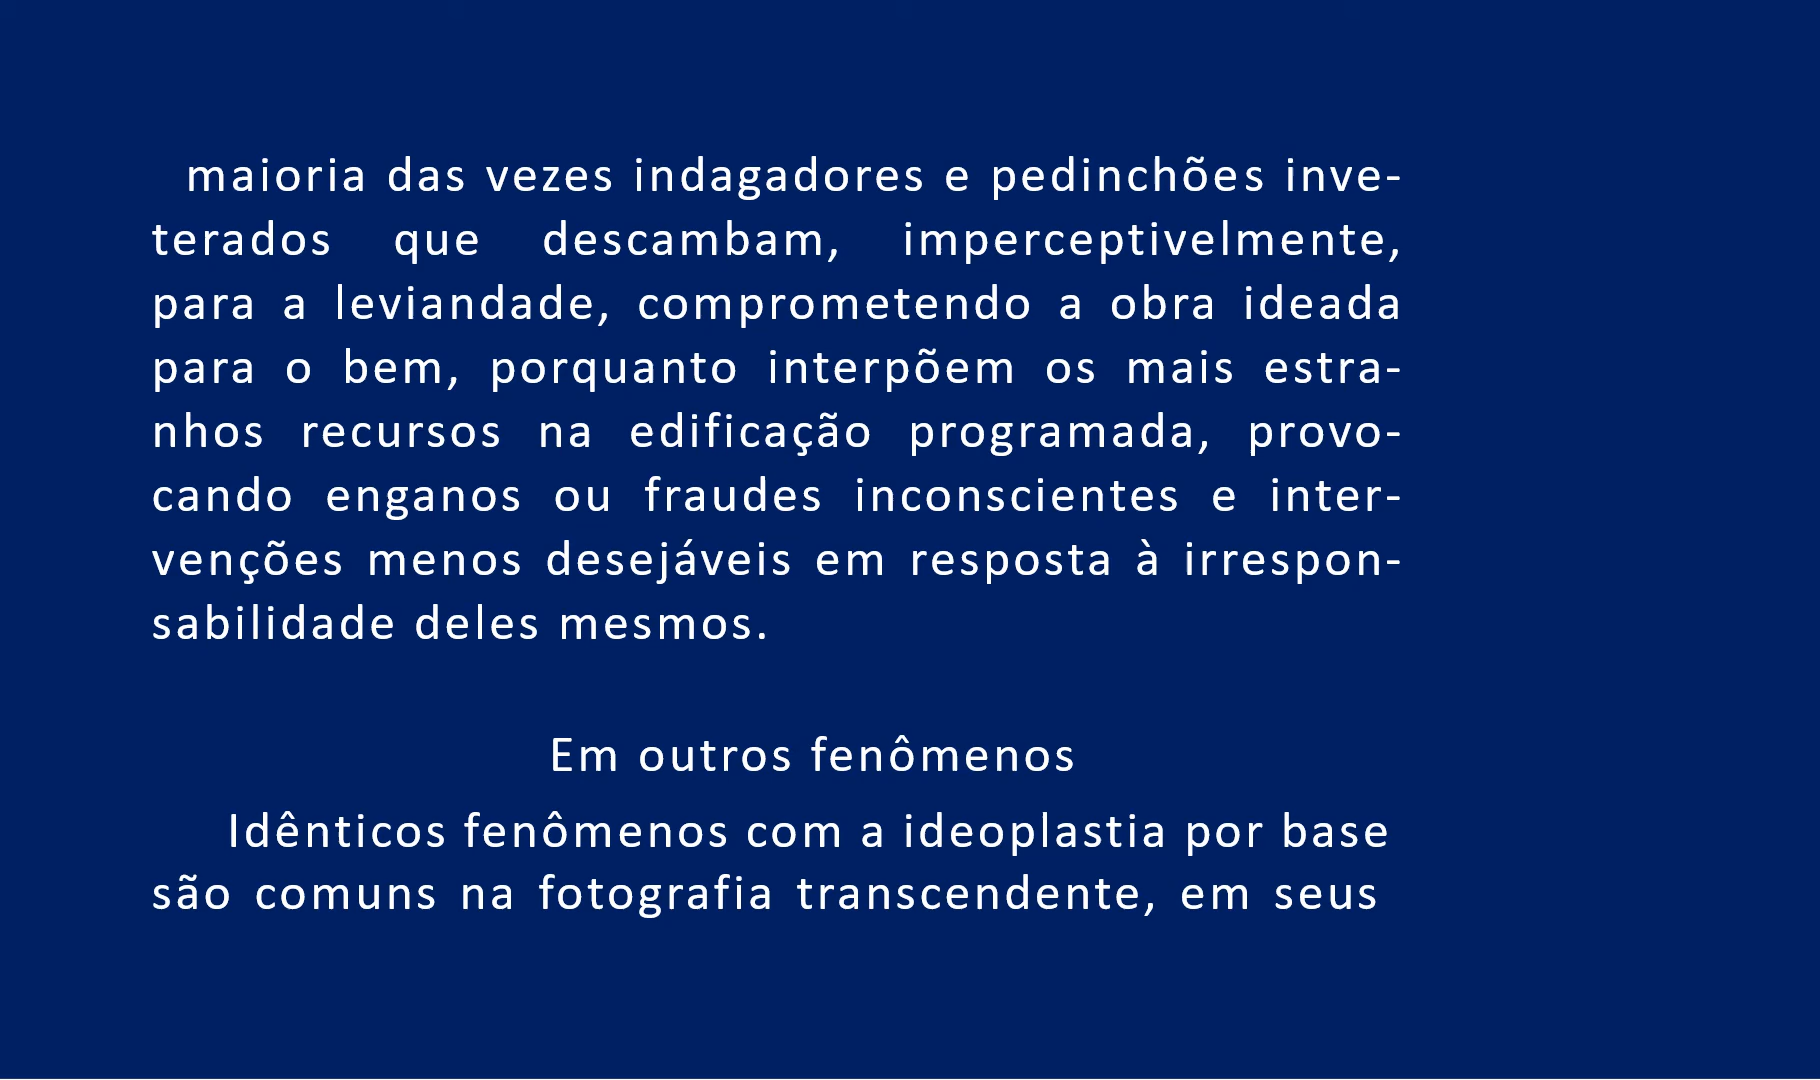 maioria das vezes indagadores e pedinchões inve-
terados que descambam, imperceptivelmente,
para a leviandade, comprometendo a obra ideada
para o bem, porquanto interpõem os mais estra-
nhos recursos na edificação programada, provo-
cando enganos ou fraudes inconscientes e inter-
venções menos desejáveis em resposta à irrespon-
sabilidade deles mesmos.
Em outros fenômenos
Idênticos fenômenos com a ideoplastia por base
são comuns na fotografia transcendente, em seus